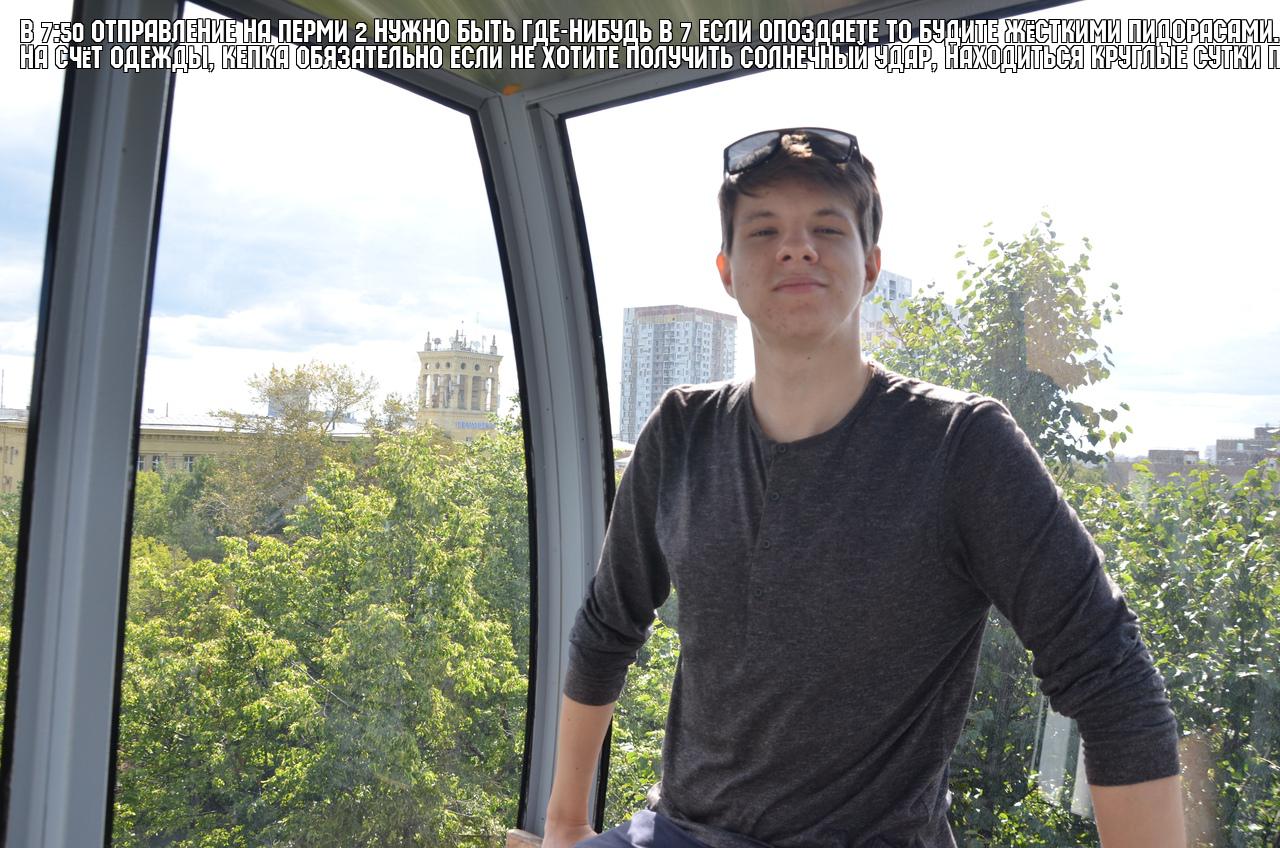 В 7:50 ОТПРАВЛЕНИЕ НА ПЕРМИ 2 НУЖНО БЫТЬ ГДЕ-НИБУДЬ В 7 ЕСЛИ ОПОЗДАЕТЕ ТО БУДИТЕ ЖЁСТКИМИ ПИДОРАСАМИ.
НА СЧЁТ ОДЕЖДЫ, КЕПКА ОБЯЗАТЕЛЬНО ЕСЛИ НЕ ХОТИТЕ ПОЛУЧИТЬ СОЛНЕЧНЫЙ УДАР, НАХОДИТЬСЯ КРУГЛЫЕ СУТКИ